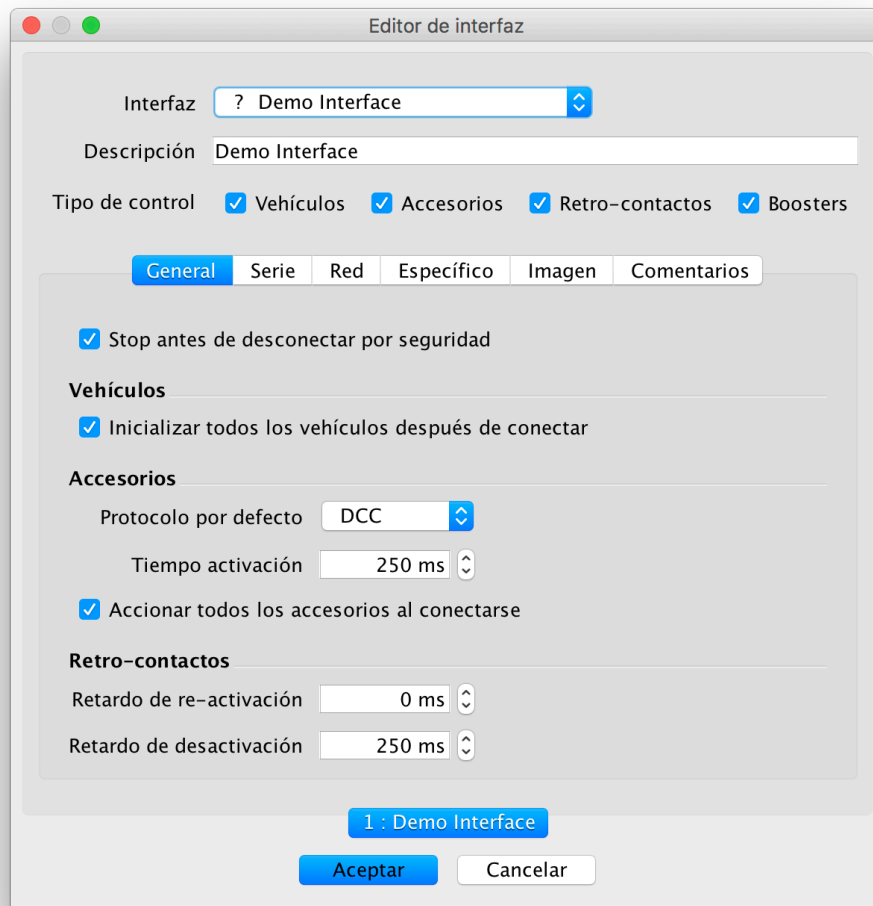 Editor de interfaz
Interfaz ? Demo Interface
Descripción Demo Interface
Tipo de control Vehículos Accesorios Retro-contactos Boosters
General Serie Red Específico Imagen Comentarios
Stop antes de desconectar por seguridad
Vehículos
Inicializar todos los vehículos después de conectar
Accesorios
Protocolo por defecto DCC
Tiempo activación 250 ms
Accionar todos los accesorios al conectarse
Retro-contactos
Retardo de re-activación 0 ms
Retardo de desactivación 250 ms
1 : Demo Interface
Aceptar Cancelar